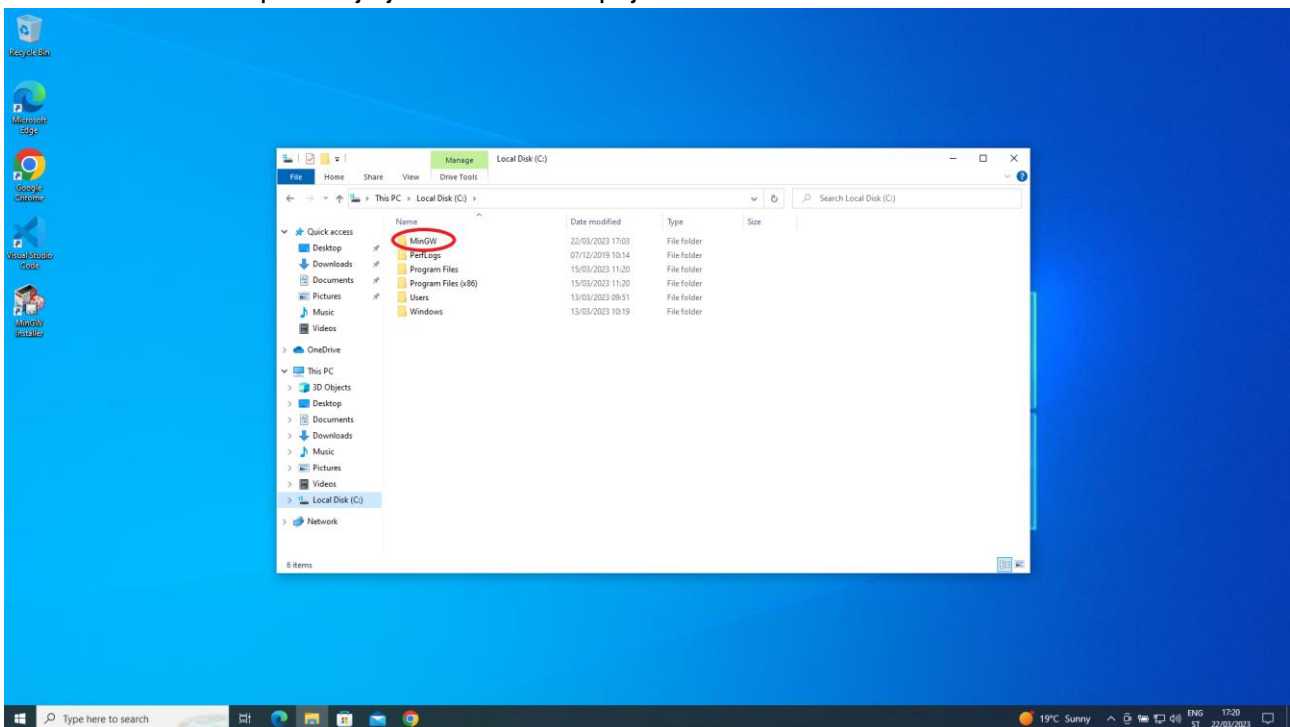 Recycle Bin
Microsoft
Edge
Google
Chrome
Visual Studio
Code
MinGW
Installer
Manage Local Disk (C:)
File Home Share View Drive Tools
This PC > Local Disk (C:) >
Search Local Disk (C:)
Name Date modified Type Size
Quick access
Desktop
Downloads
Documents
Pictures
Music
Videos
OneDrive
This PC
3D Objects
Desktop
Documents
Downloads
Music
Pictures
Videos
Local Disk (C:)
Network
MinGW 22/03/2023 17:03 File folder
PerfLogs 07/12/2019 10:14 File folder
Program Files 15/03/2023 11:20 File folder
Program Files (x86) 15/03/2023 11:20 File folder
Users 13/03/2023 09:51 File folder
Windows 13/03/2023 10:19 File folder
6 items
Type here to search
19°C Sunny
ENG
ST
17:20
22/03/2023